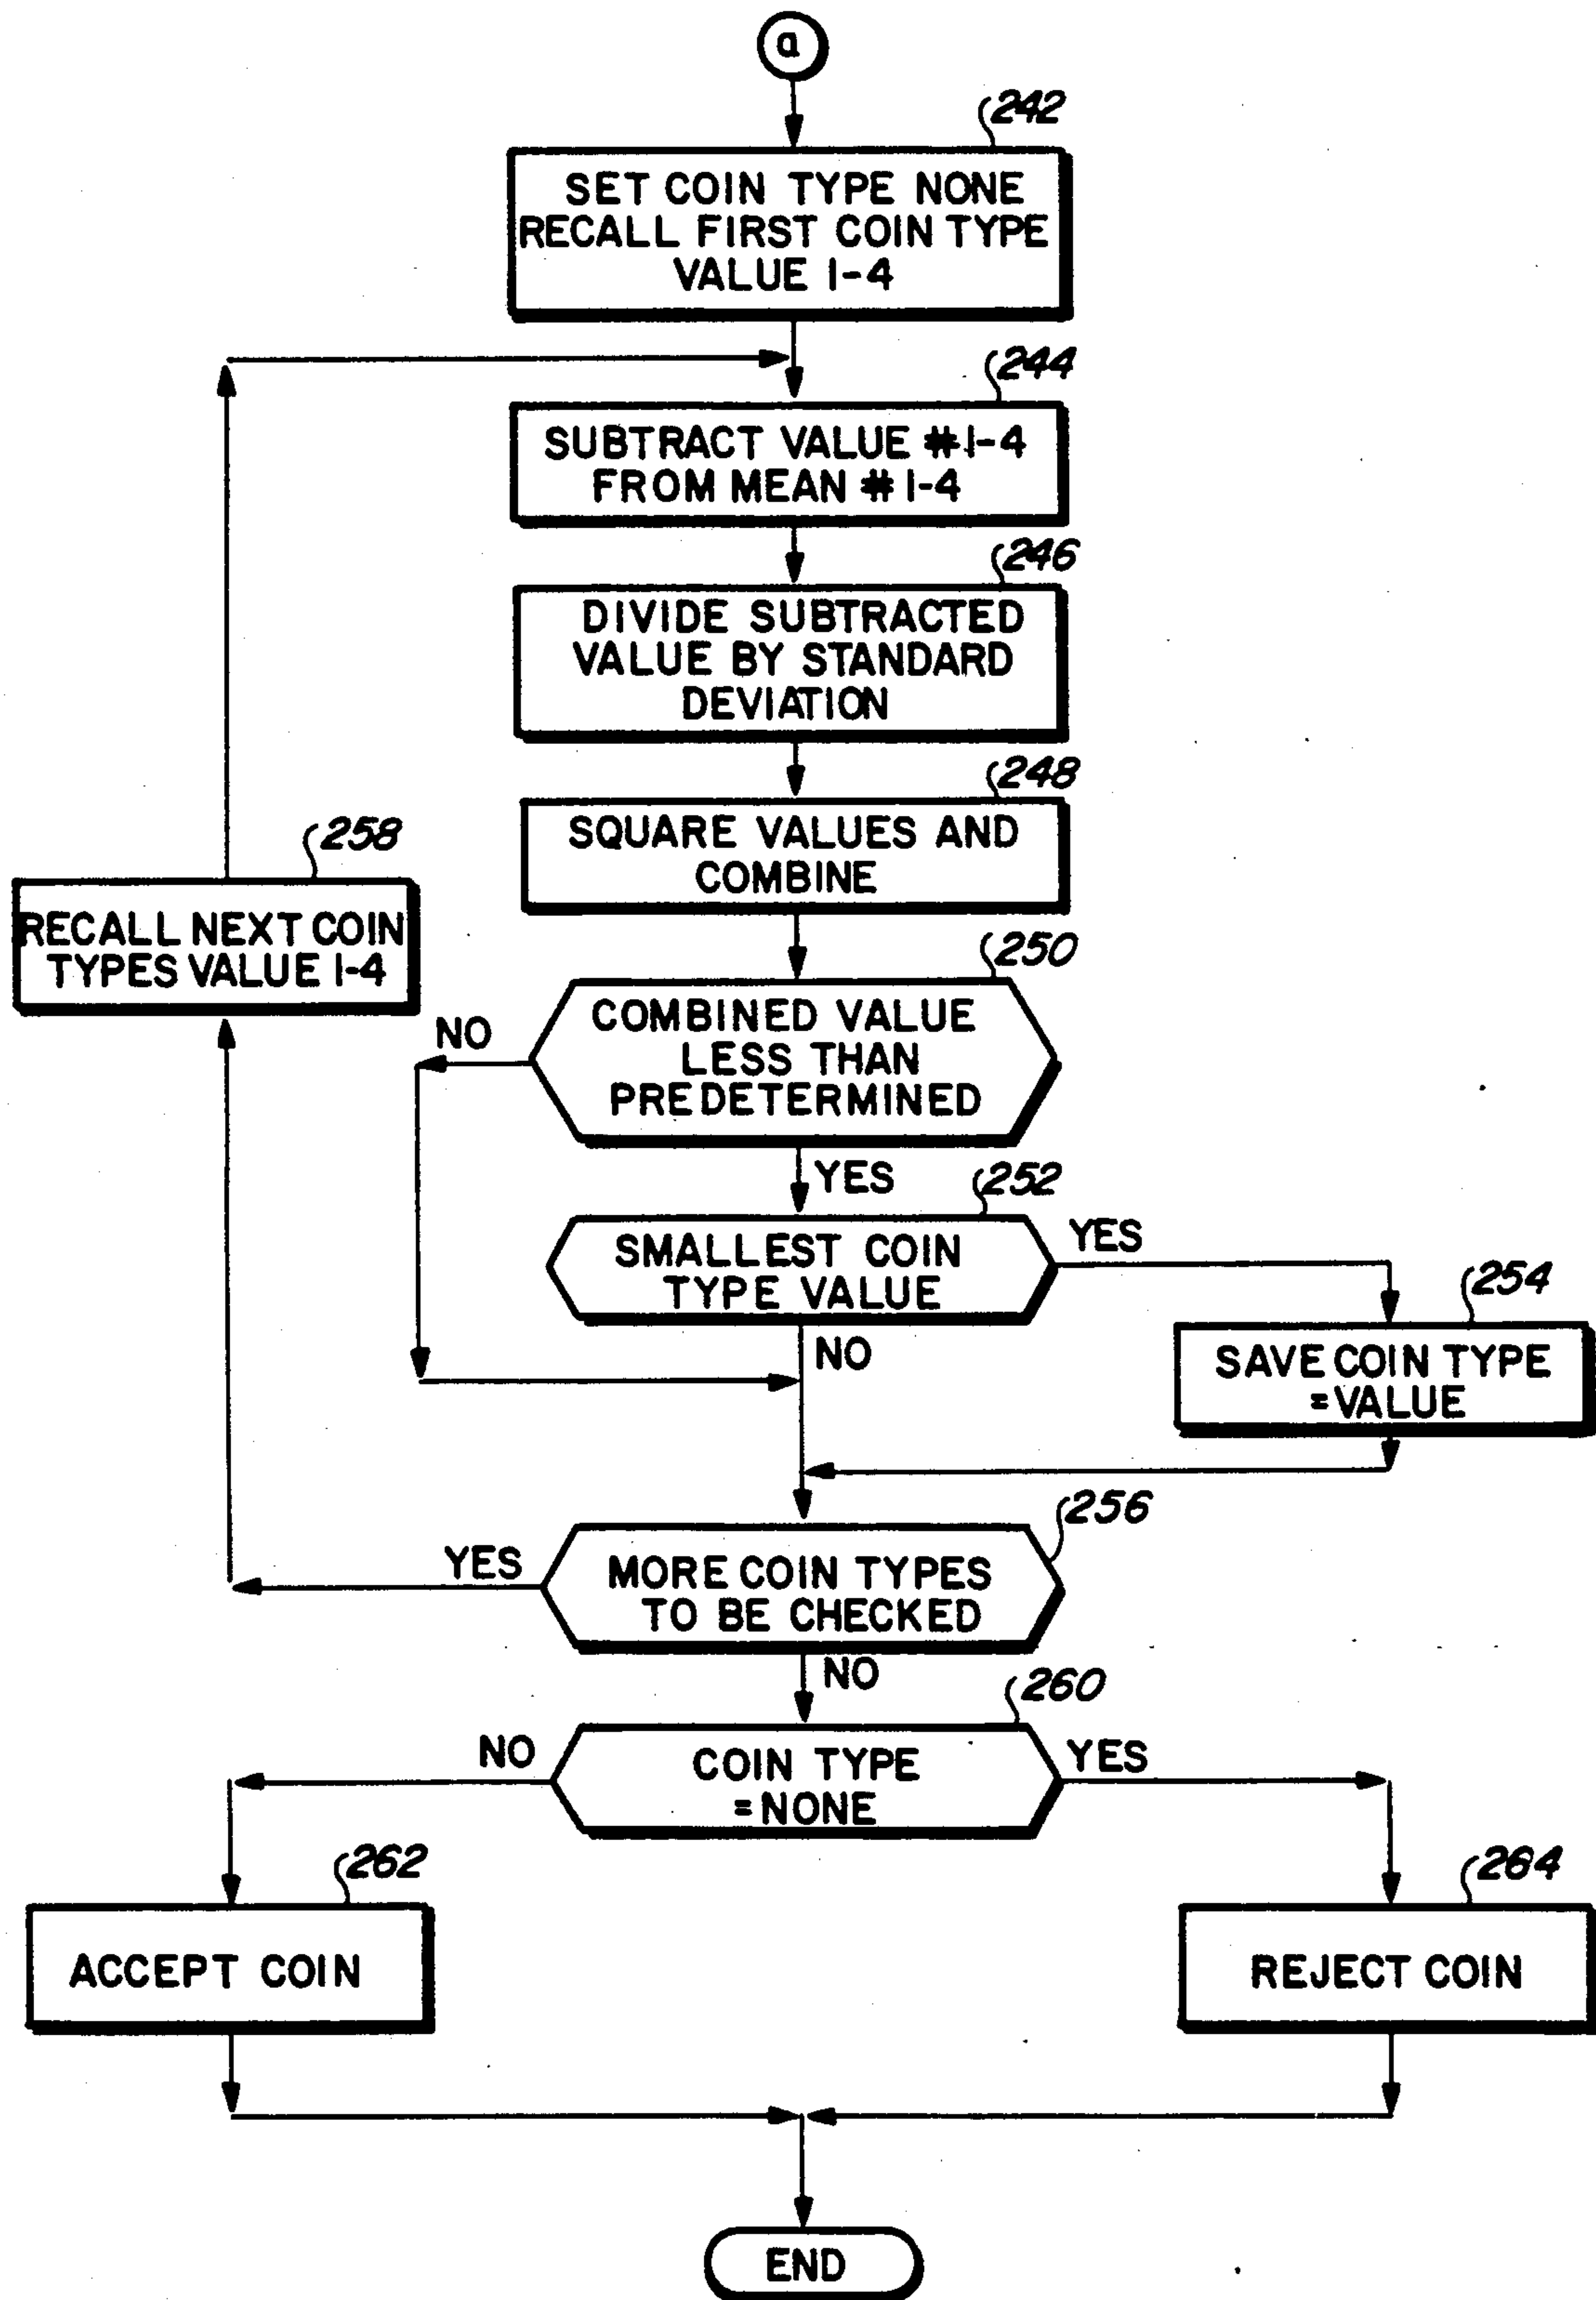 a
242
SET COIN TYPE NONE
RECALL FIRST COIN TYPE
VALUE 1-4
244
SUBTRACT VALUE #1-4
FROM MEAN #1-4
246
DIVIDE SUBTRACTED
VALUE BY STANDARD
DEVIATION
248
SQUARE VALUES AND
COMBINE
258
RECALL NEXT COIN
TYPES VALUE 1-4
250
COMBINED VALUE
LESS THAN
PREDETERMINED
NO
YES
252
SMALLEST COIN
TYPE VALUE
YES
NO
254
SAVE COIN TYPE
=VALUE
256
MORE COIN TYPES
TO BE CHECKED
YES
NO
260
COIN TYPE
=NONE
NO
YES
262
ACCEPT COIN
264
REJECT COIN
END